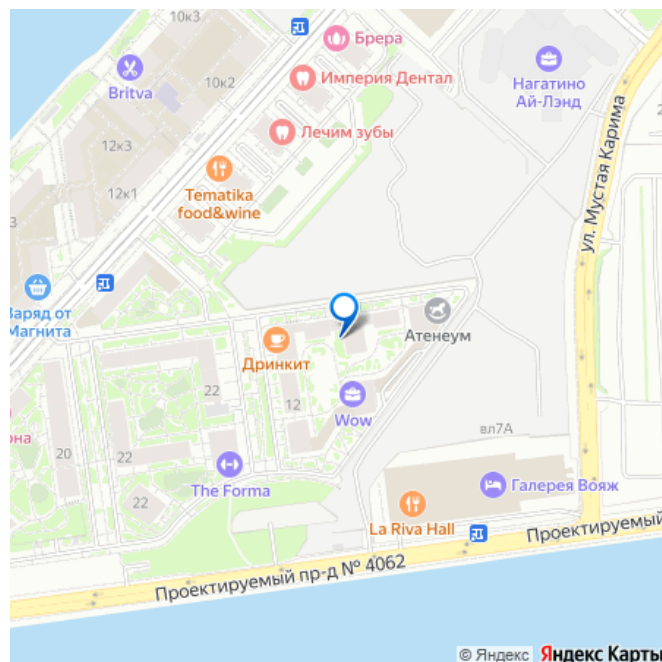 10к3
Брера
10к2
Britva
Империя Дентал
Нагатино
Ай-Лэнд
12к3
Лечим зубы
ул. Мустая Карима
12к1
Tematika
food&wine
Заряд от
Магнита
Атенеум
Дринкит
22
12
Wow
вл7А
20
22
The Forma
Галерея Вояж
22
La Riva Hall
Проектируемый
Проектируемый пр-д № 4062
© Яндекс Яндекс Карты